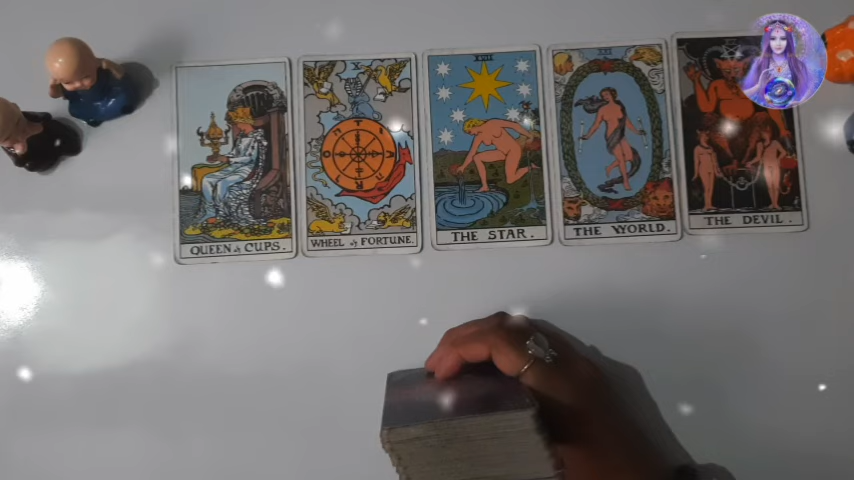 QUEEN of CUPS.
X
WHEEL of FORTUNE.
XVII
THE STAR.
XXI
THE WORLD.
THE DEVIL.